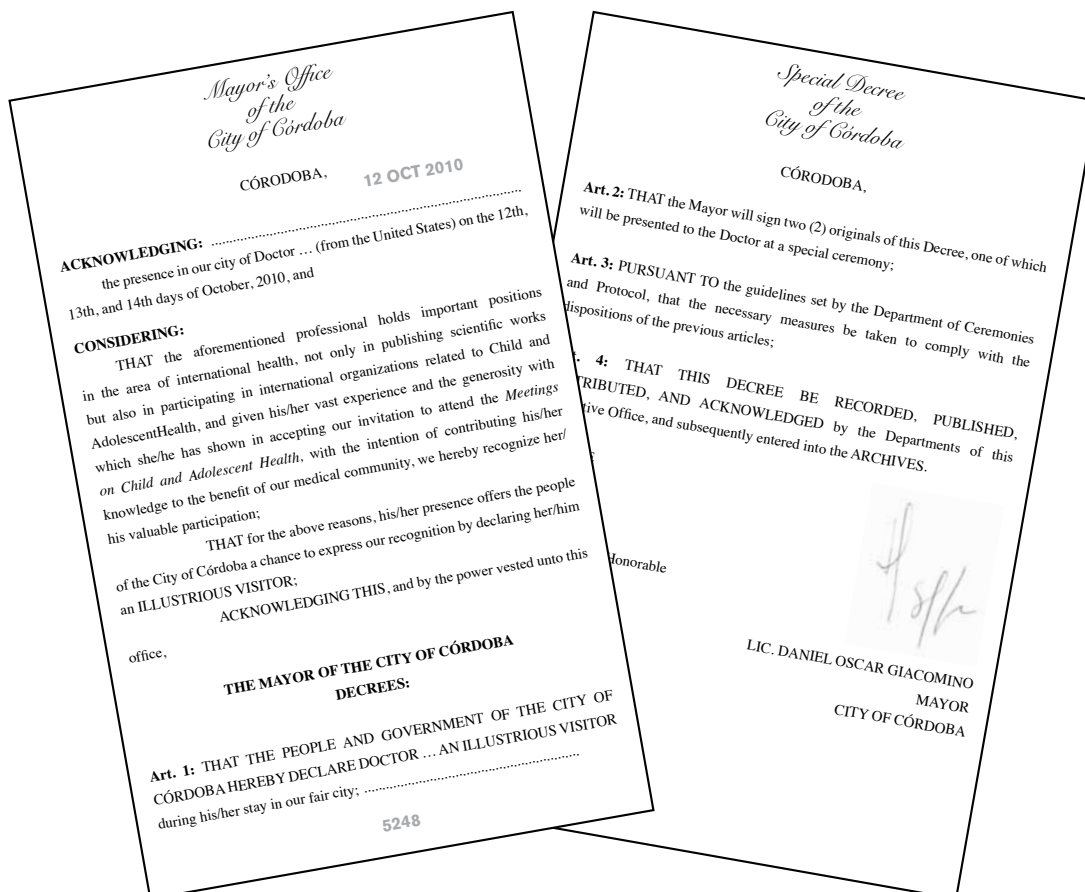 Mayor's Office
of the
City of Córdoba
CÓRODOBA,
12 OCT 2010
ACKNOWLEDGING: ....................................................................................
the presence in our city of Doctor … (from the United States) on the 12th,
13th, and 14th days of October, 2010, and
CONSIDERING:
THAT the aforementioned professional holds important positions
in the area of international health, not only in publishing scientific works
but also in participating in international organizations related to Child and
AdolescentHealth, and given his/her vast experience and the generosity with
which she/he has shown in accepting our invitation to attend the Meetings
on Child and Adolescent Health, with the intention of contributing his/her
knowledge to the benefit of our medical community, we hereby recognize her/
his valuable participation;
THAT for the above reasons, his/her presence offers the people
of the City of Córdoba a chance to express our recognition by declaring her/him
an ILLUSTRIOUS VISITOR;
ACKNOWLEDGING THIS, and by the power vested unto this
office,
THE MAYOR OF THE CITY OF CÓRDOBA
DECREES:
Art. 1: THAT THE PEOPLE AND GOVERNMENT OF THE CITY OF
CÓRDOBA HEREBY DECLARE DOCTOR … AN ILLUSTRIOUS VISITOR
during his/her stay in our fair city; ..........................................................
5248
Special Decree
of the
City of Córdoba
CÓRODOBA,
Art. 2: THAT the Mayor will sign two (2) originals of this Decree, one of which
will be presented to the Doctor at a special ceremony;
Art. 3: PURSUANT TO the guidelines set by the Department of Ceremonies
and Protocol, that the necessary measures be taken to comply with the
dispositions of the previous articles;
4: THAT THIS DECREE BE RECORDED, PUBLISHED,
TRIBUTED, AND ACKNOWLEDGED by the Departments of this
tive Office, and subsequently entered into the ARCHIVES.
Honorable
LIC. DANIEL OSCAR GIACOMINO
MAYOR
CITY OF CÓRDOBA